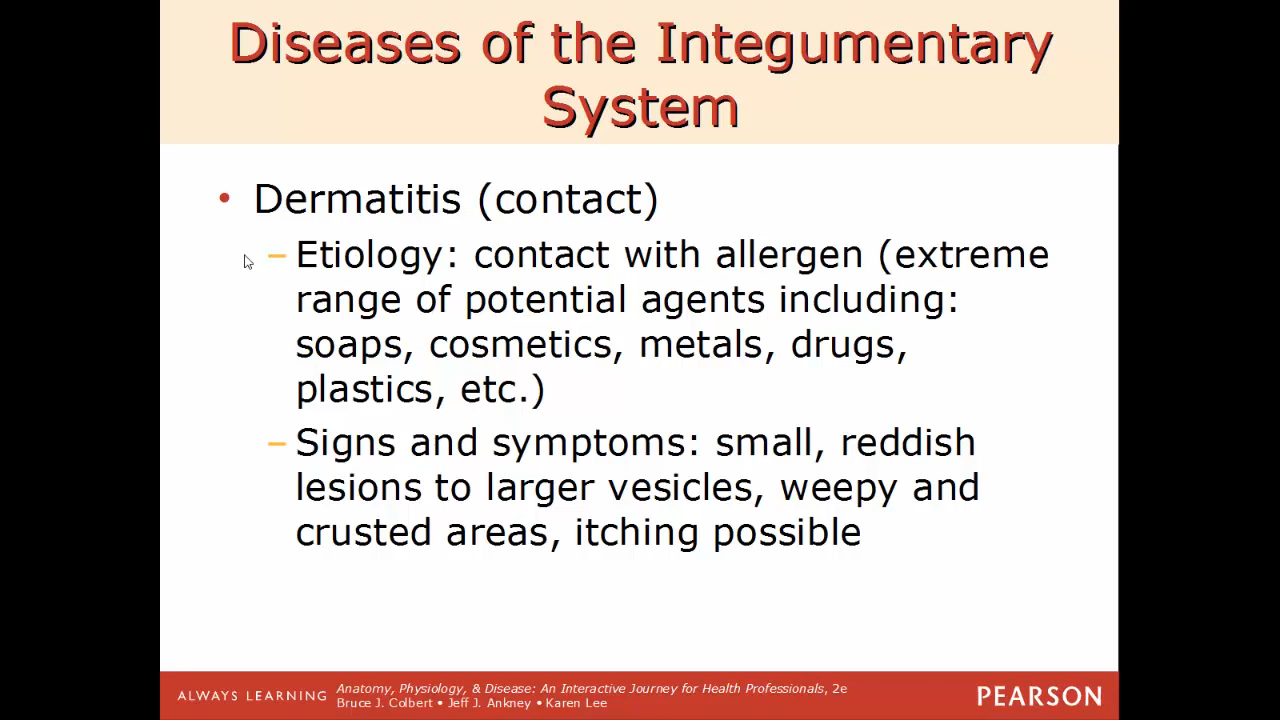 Diseases of the Integumentary
System
• Dermatitis (contact)
– Etiology: contact with allergen (extreme
range of potential agents including:
soaps, cosmetics, metals, drugs,
plastics, etc.)
– Signs and symptoms: small, reddish
lesions to larger vesicles, weepy and
crusted areas, itching possible
ALWAYS LEARNING
Anatomy, Physiology, & Disease: An Interactive Journey for Health Professionals, 2e
Bruce J. Colbert • Jeff J. Ankney • Karen Lee
PEARSON